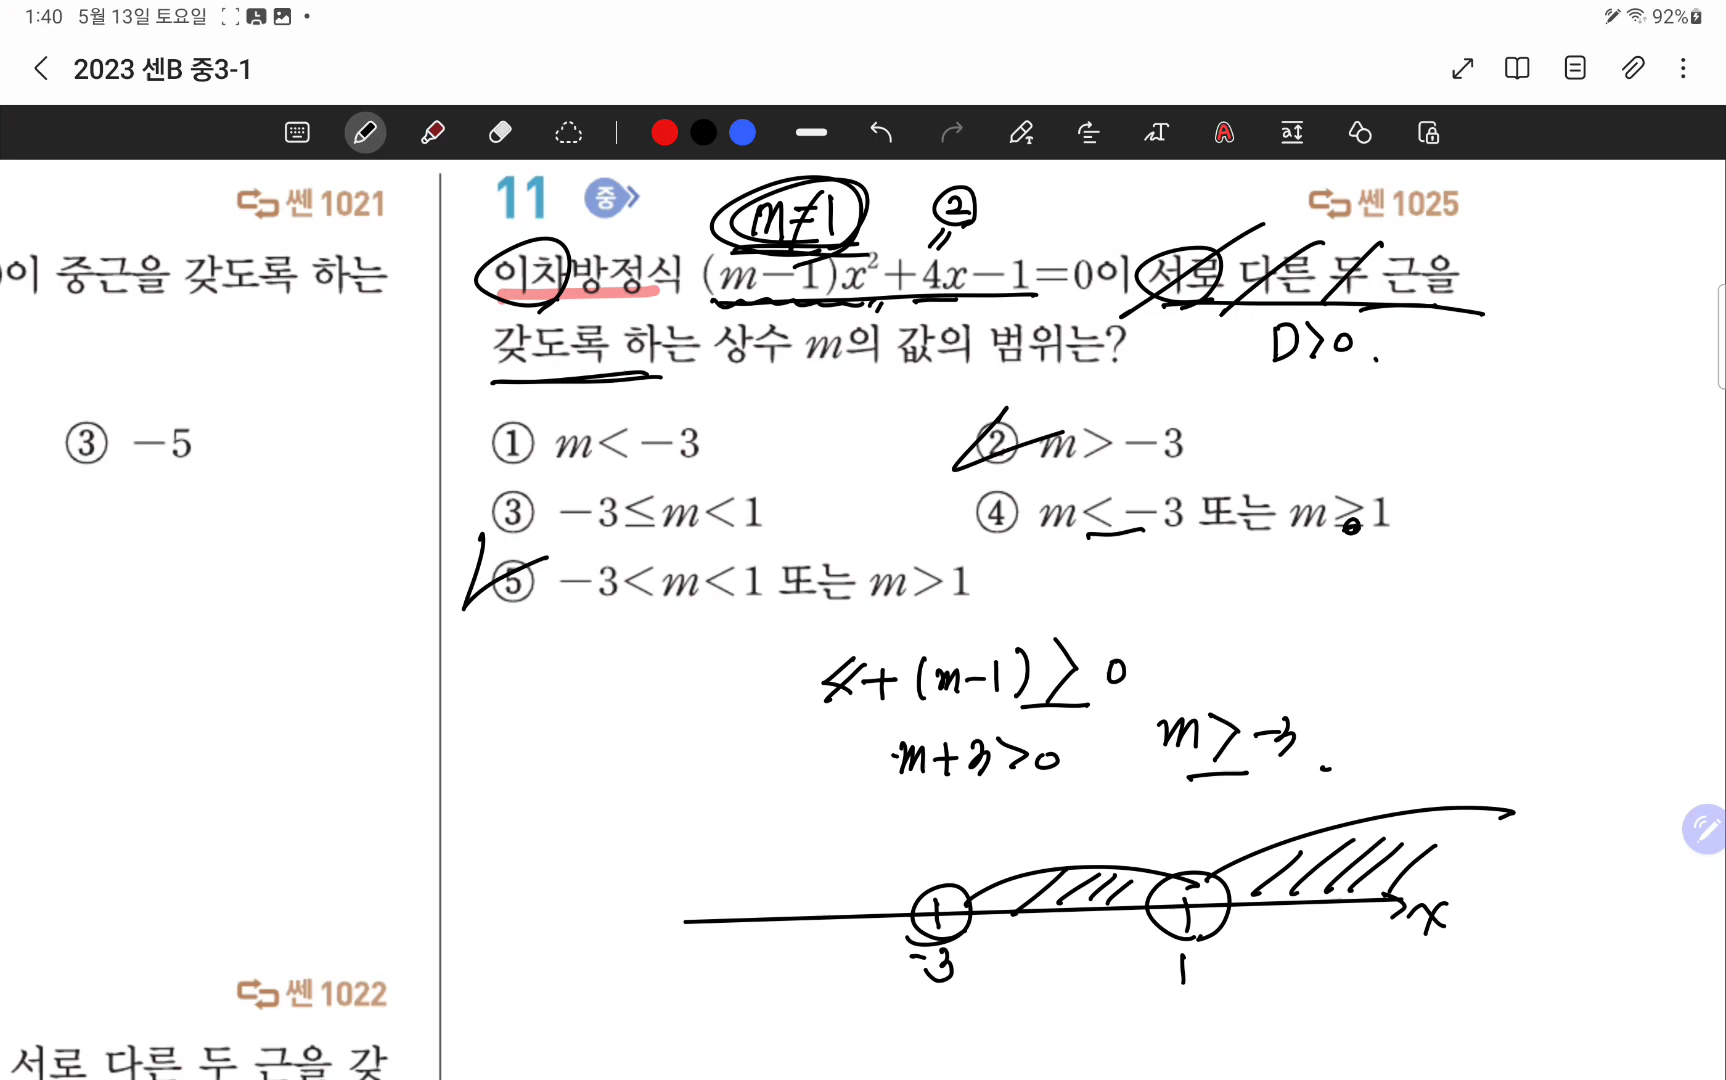 1:40 5월 13일 토요일
92%
2023 쎈B 중3-1
쎈 1021
이 중근을 갖도록 하는
③ -5
쎈 1022
서로 다른 두 근을 갖
11 중
쎈 1025
m≠1
②
이차방정식 (m-1)x²+4x-1=0이 서로 다른 두 근을
갖도록 하는 상수 m의 값의 범위는?
D>0.
① m<-3 ② m>-3
③ -3≤m<1 ④ m<-3 또는 m≥1
⑤ -3<m<1 또는 m>1
4+(m-1)>0
m+3>0 m>-3.
x
-3 1